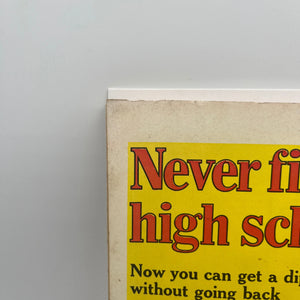 Never fi
high sch
Now you can get a dip
without going back